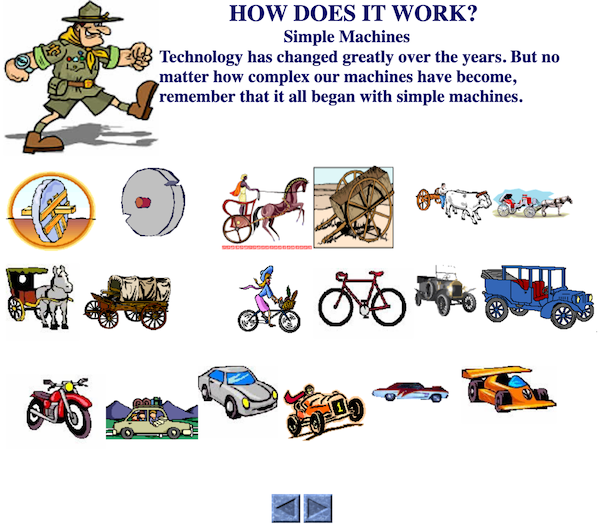 HOW DOES IT WORK?
Simple Machines
Technology has changed greatly over the years. But no
matter how complex our machines have become,
remember that it all began with simple machines.
1